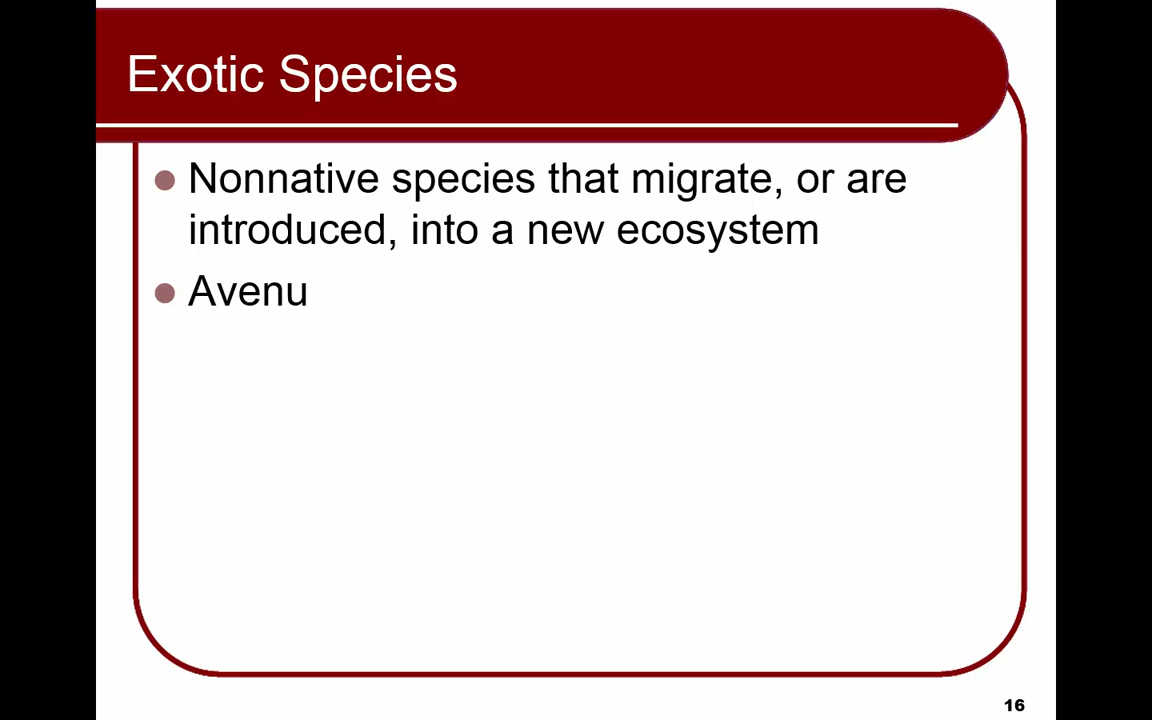 Exotic Species
Nonnative species that migrate, or are
introduced, into a new ecosystem
Avenu
16